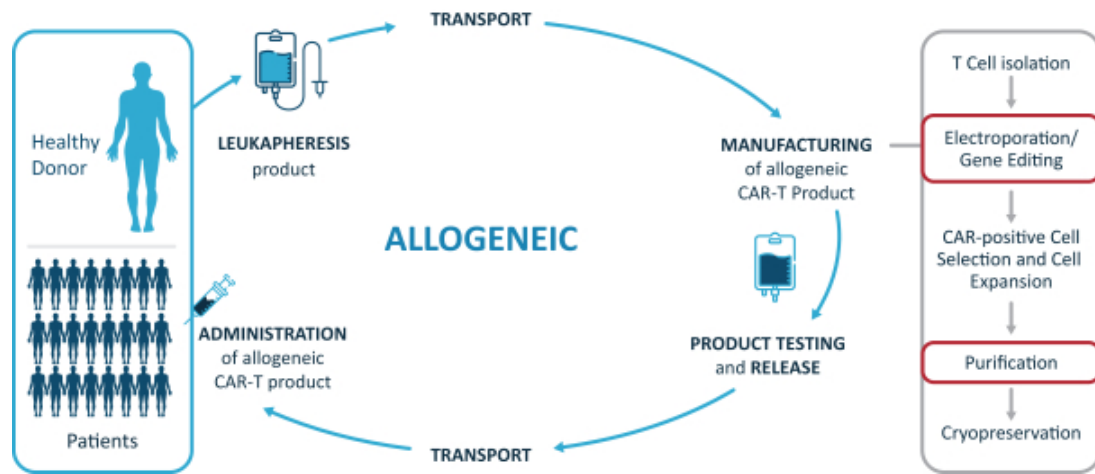 TRANSPORT
Healthy
Donor
LEUKAPHERESIS
product
MANUFACTURING
of allogeneic
CAR-T Product
ALLOGENEIC
PRODUCT TESTING
and RELEASE
ADMINISTRATION
of allogeneic
CAR-T product
Patients
TRANSPORT
T Cell isolation
Electroporation/
Gene Editing
CAR-positive Cell
Selection and Cell
Expansion
Purification
Cryopreservation